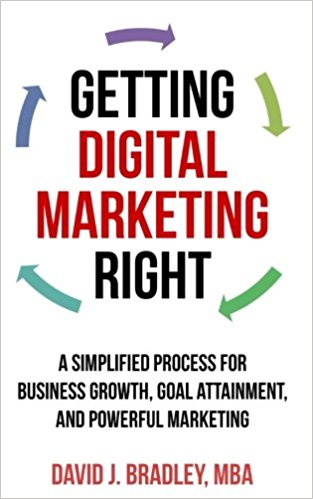 GETTING
DIGITAL
MARKETING
RIGHT
A SIMPLIFIED PROCESS FOR
BUSINESS GROWTH, GOAL ATTAINMENT,
AND POWERFUL MARKETING
DAVID J. BRADLEY, MBA